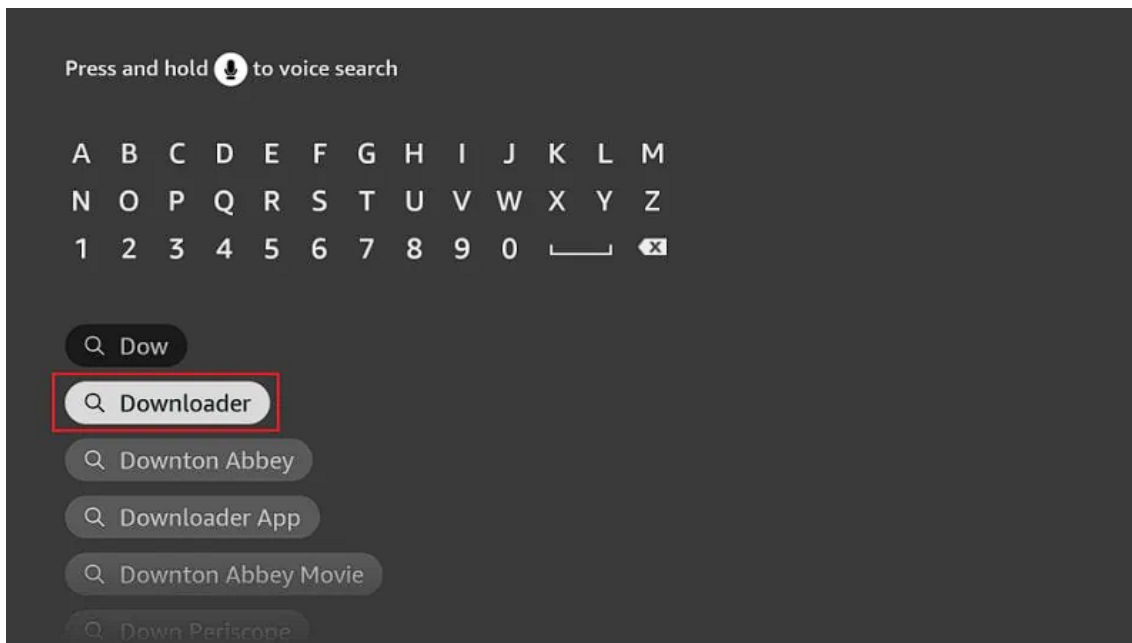 Press and hold to voice search
A B C D E F G H I J K L M
N O P Q R S T U V W X Y Z
1 2 3 4 5 6 7 8 9 0
Dow
Downloader
Downton Abbey
Downloader App
Downton Abbey Movie
Down Periscope